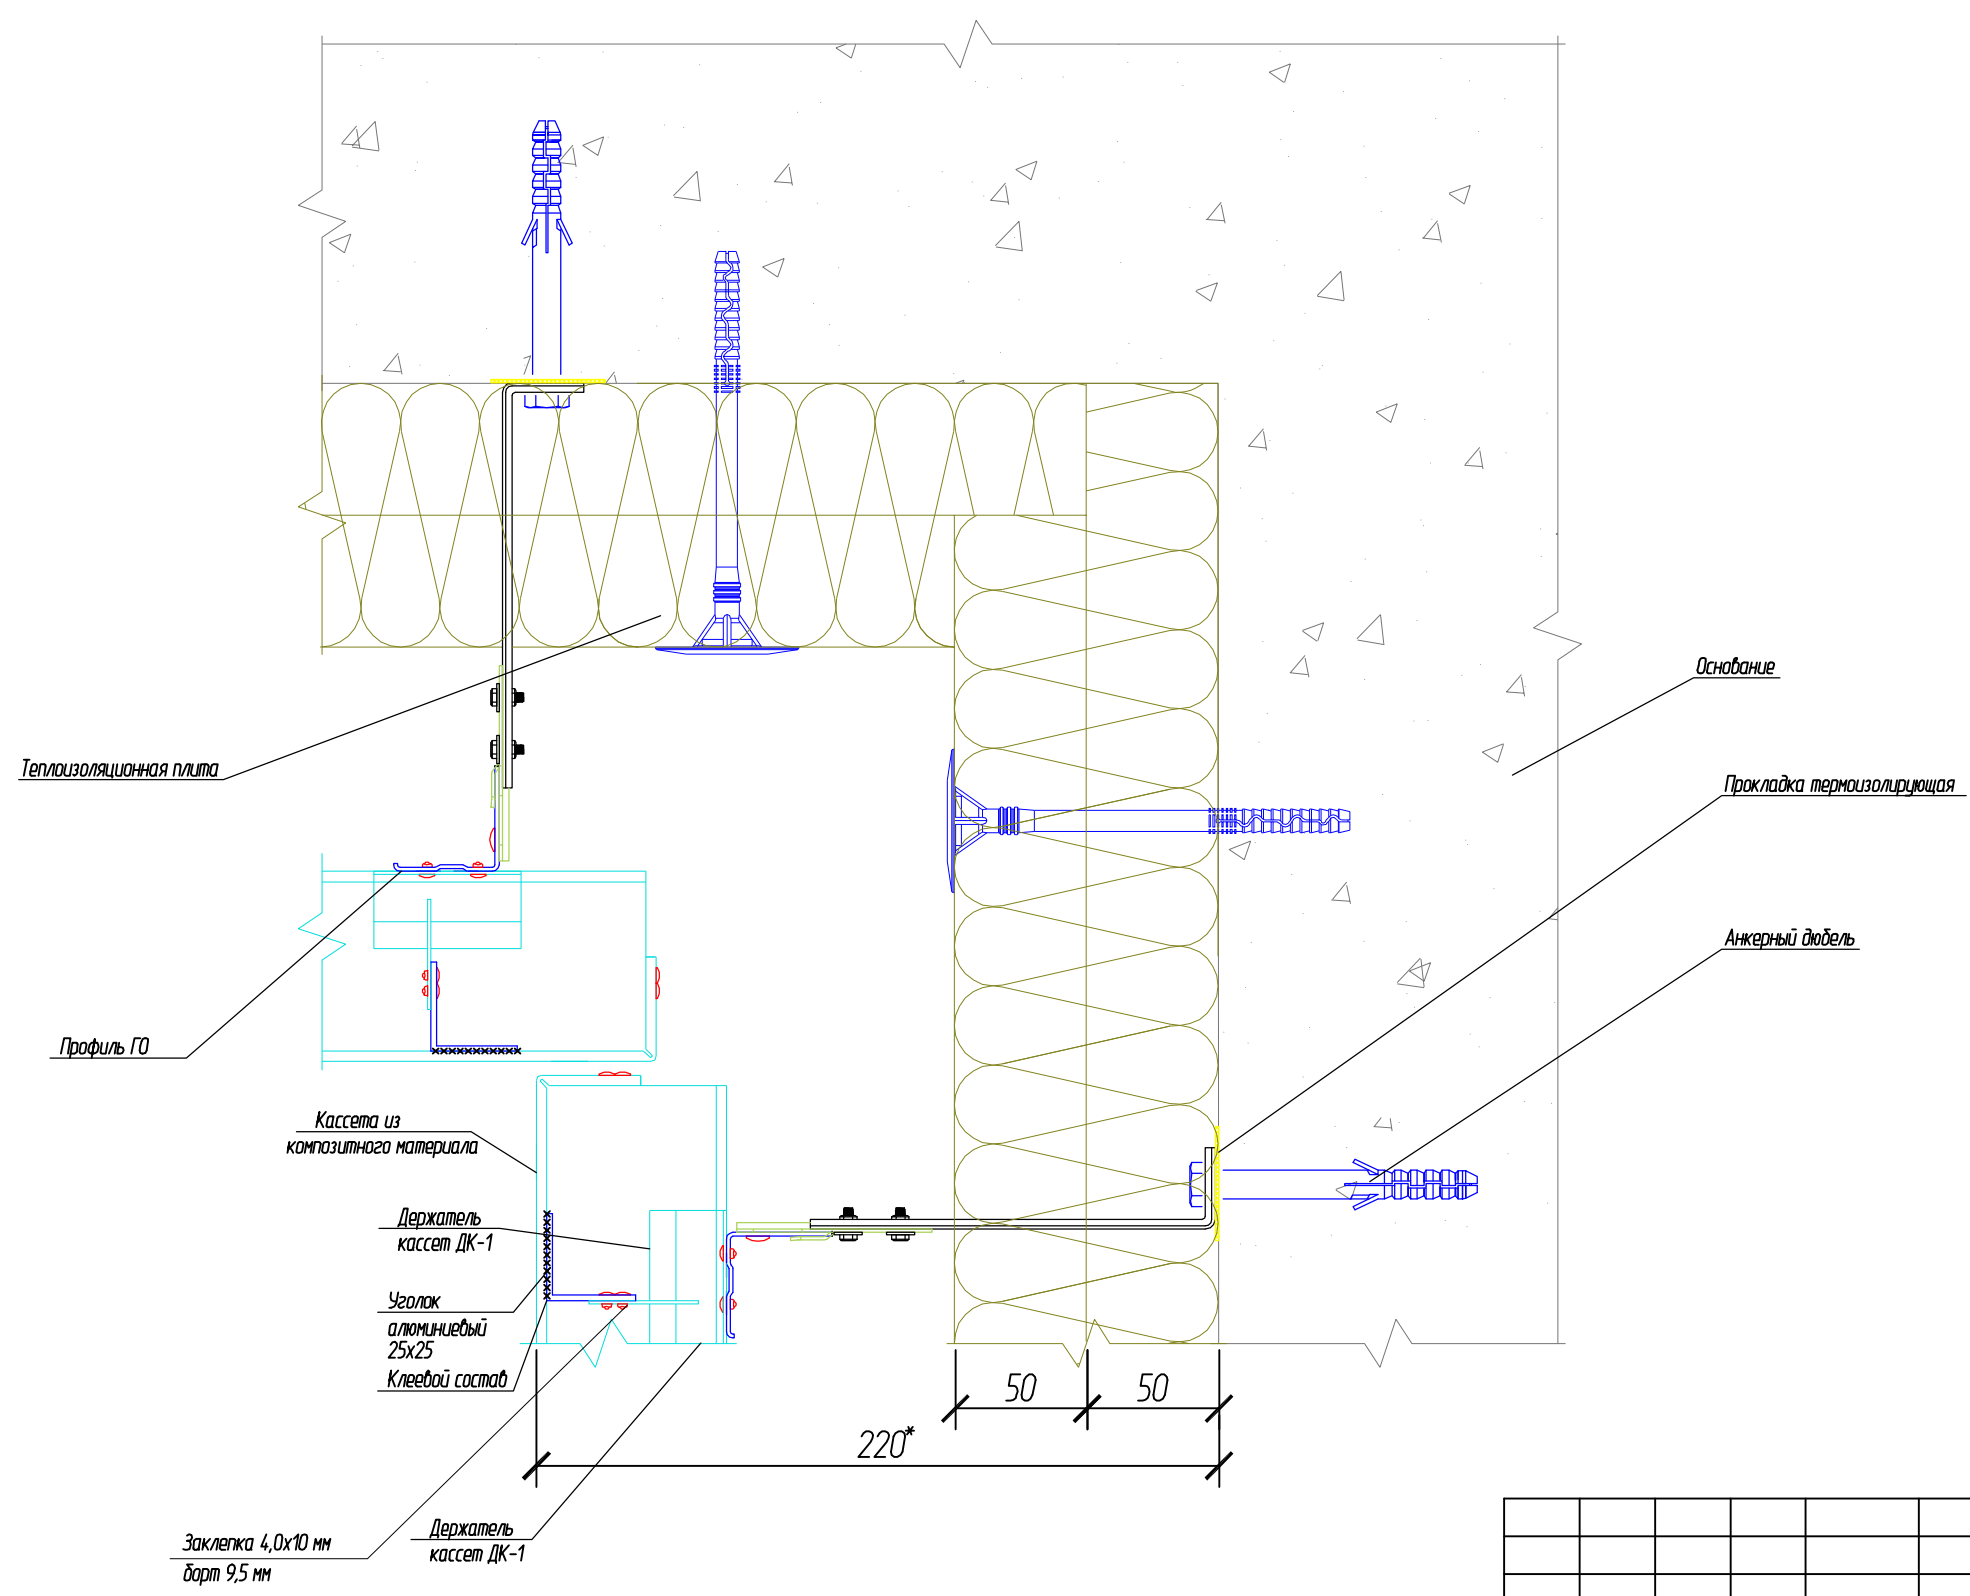 Основание
Теплоизоляционная плита
Прокладка термоизолирующая
Анкерный дюбель
Профиль ГО
Кассета из
композитного материала
Держатель
кассет ДК-1
Уголок
алюминиевый
25х25
Клеевой состав
50
50
220*
Держатель
кассет ДК-1
Заклепка 4,0х10 мм
борт 9,5 мм